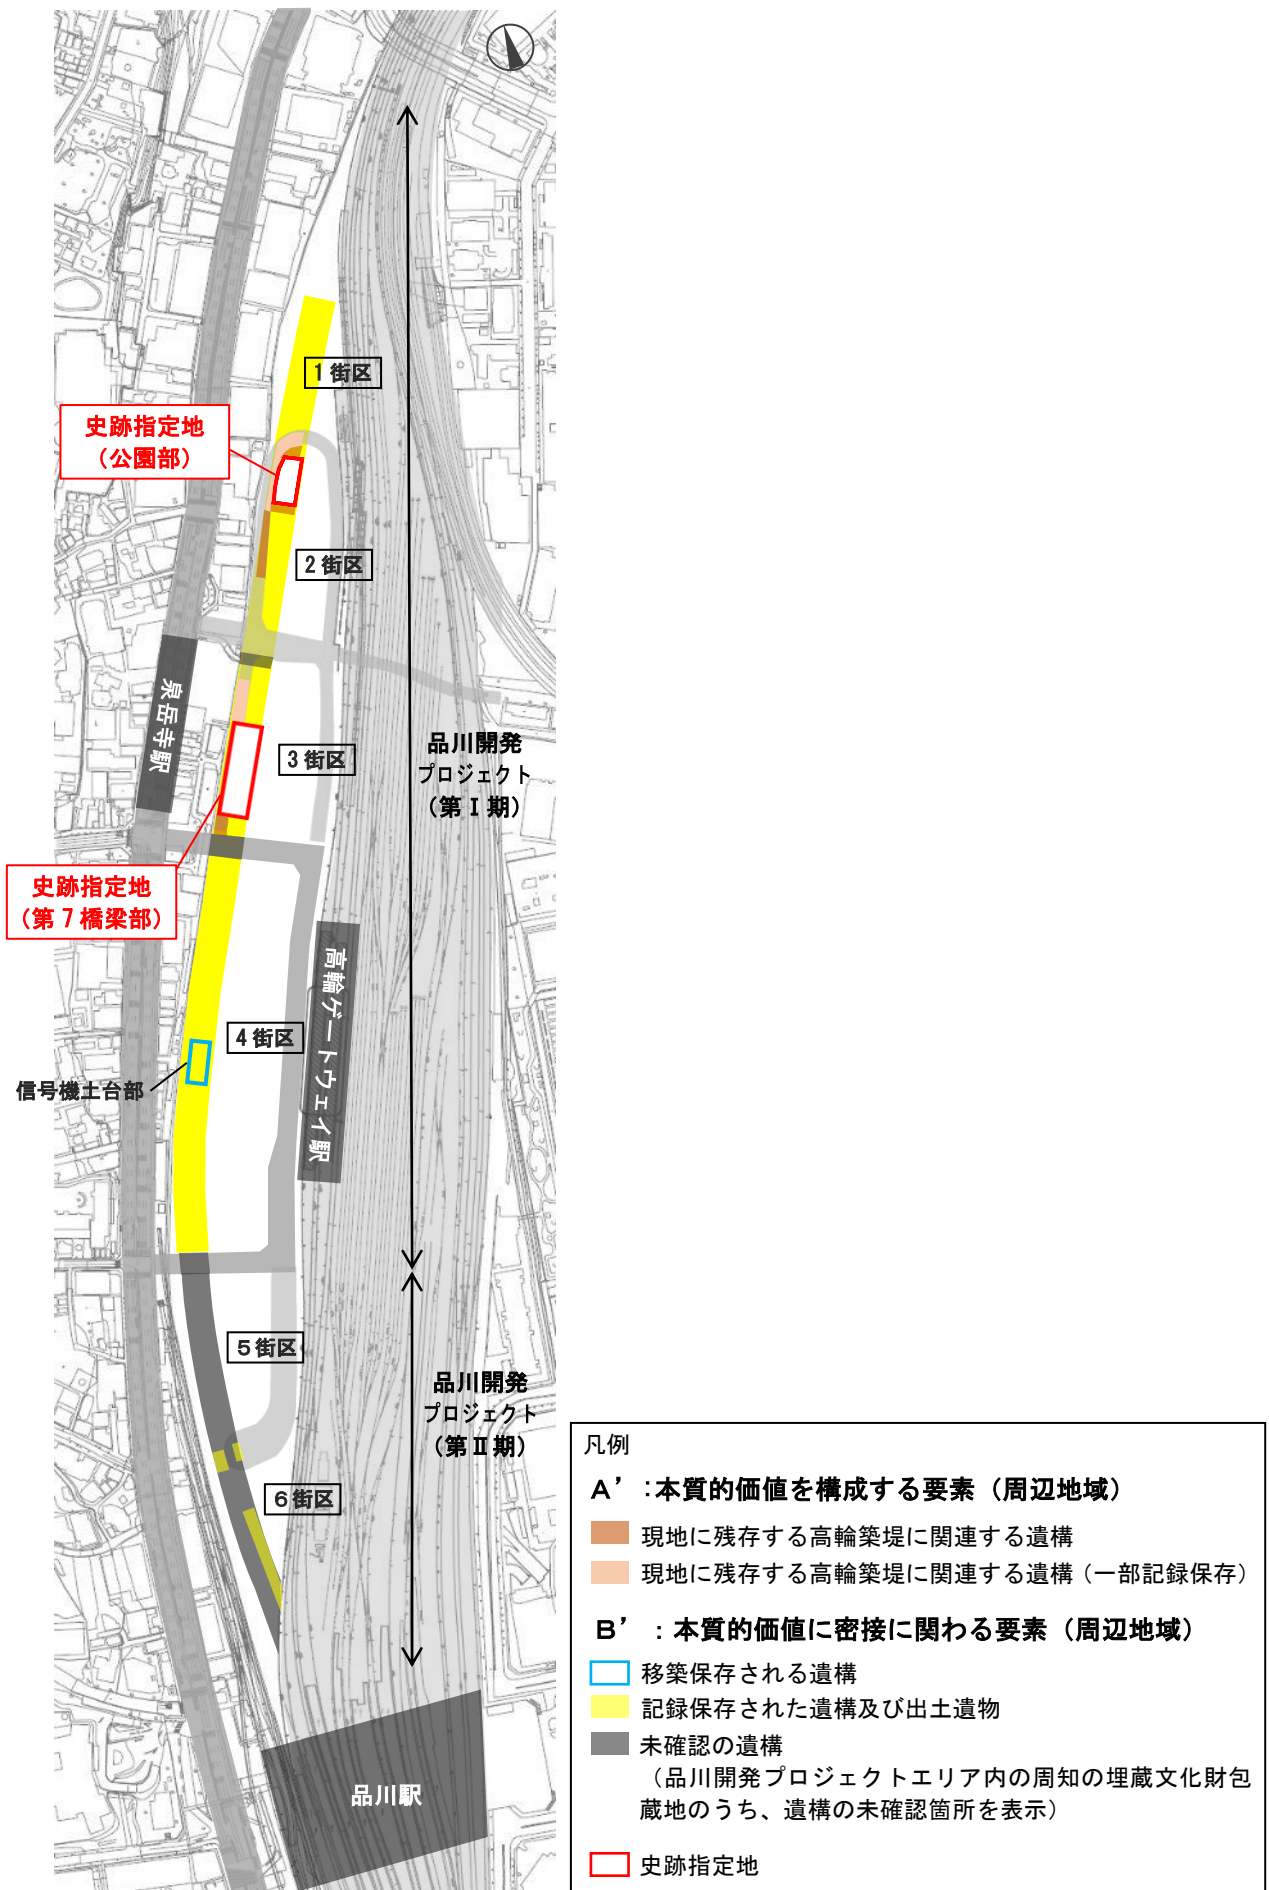 1街区
史跡指定地
（公園部）
2街区
泉岳寺駅
3街区
品川開発
プロジェクト
（第Ⅰ期）
史跡指定地
（第7橋梁部）
高輪ゲートウェイ駅
4街区
信号機土台部
5街区
品川開発
プロジェクト
（第Ⅱ期）
6街区
品川駅
凡例
A’：本質的価値を構成する要素（周辺地域）
現地に残存する高輪築堤に関連する遺構
現地に残存する高輪築堤に関連する遺構（一部記録保存）
B’：本質的価値に密接に関わる要素（周辺地域）
移築保存される遺構
記録保存された遺構及び出土遺物
未確認の遺構
（品川開発プロジェクトエリア内の周知の埋蔵文化財包
蔵地のうち、遺構の未確認箇所を表示）
史跡指定地